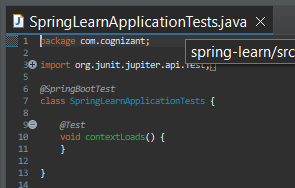 SpringLearnApplicationTests.java
1 package com.cognizant;
2
spring-learn/src
3 import org.junit.jupiter.api.Test;
5
6 @SpringBootTest
7 class SpringLearnApplicationTests {
8
9 @Test
10 void contextLoads() {
11 }
12
13 }
14